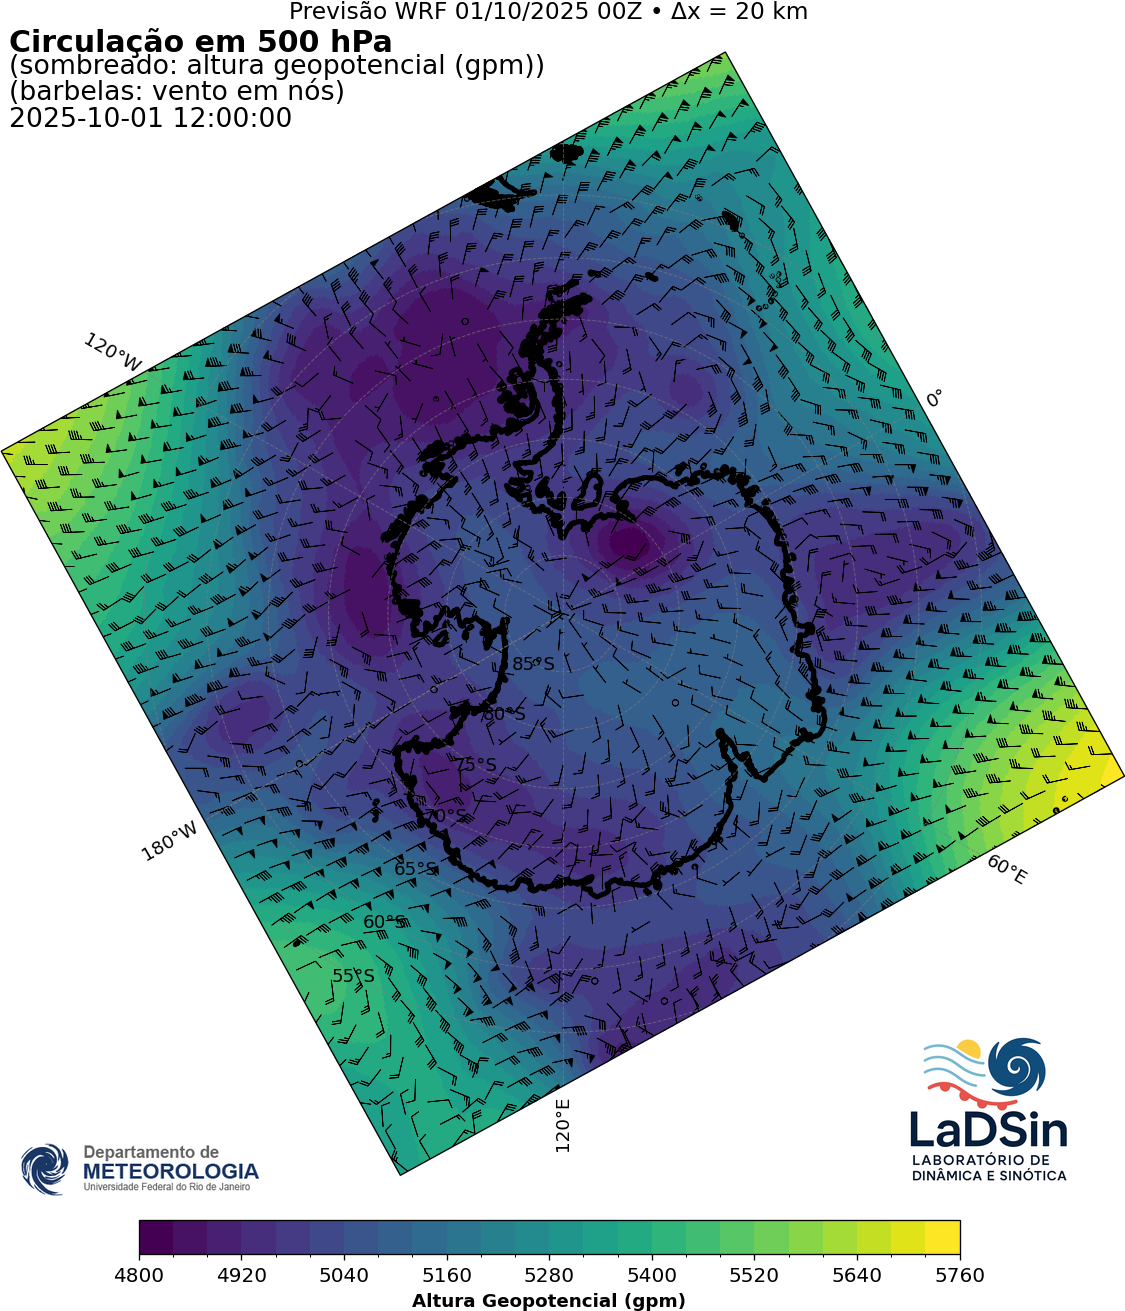 Previsão WRF 01/10/2025 00Z • Δx = 20 km
Circulação em 500 hPa
(sombreado: altura geopotencial (gpm))
(barbelas: vento em nós)
2025-10-01 12:00:00
120°W
0°
85°S
80°S
75°S
70°S
65°S
60°S
55°S
180°W
60°E
120°E
Departamento de
METEOROLOGIA
Universidade Federal do Rio de Janeiro
LaDSin
LABORATÓRIO DE
DINÂMICA E SINÓTICA
4800 4920 5040 5160 5280 5400 5520 5640 5760
Altura Geopotencial (gpm)